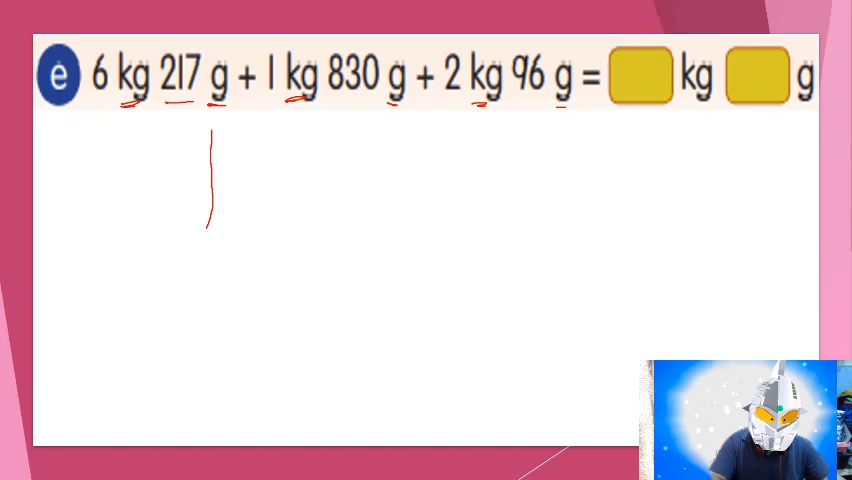 e 6 kg 217 g + 1 kg 830 g + 2 kg 96 g = kg g